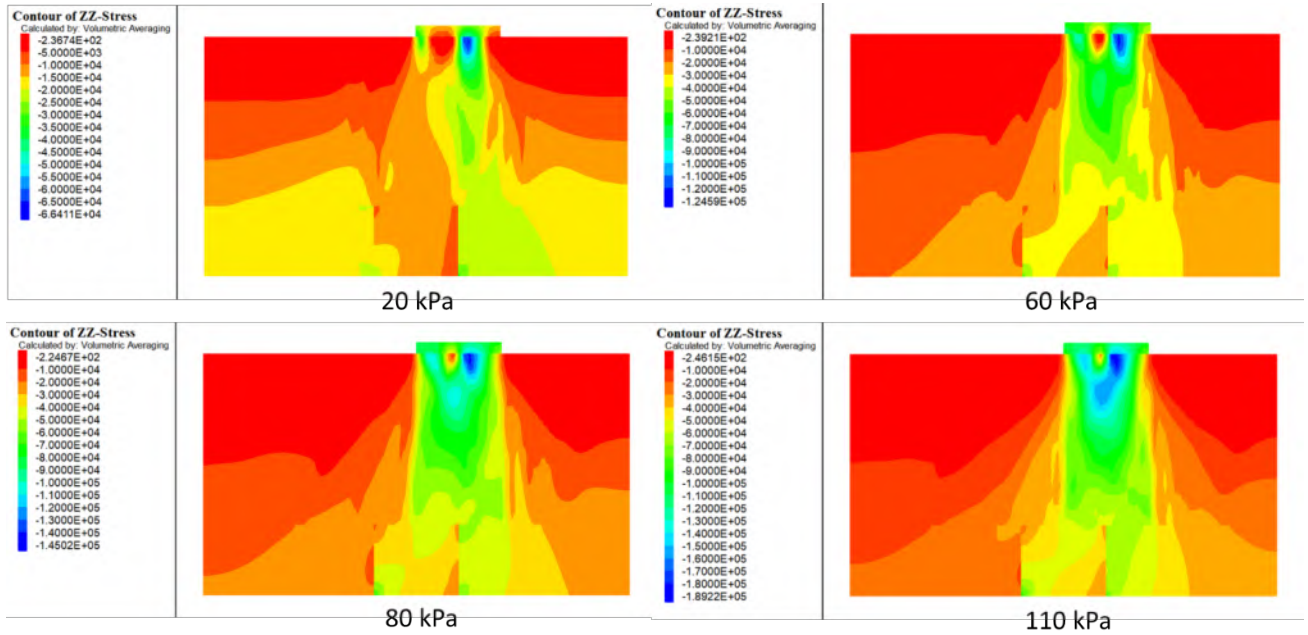 Contour of ZZ-Stress
Calculated by: Volumetric Averaging
-2.3674E+02
-5.0000E+03
-1.0000E+04
-1.5000E+04
-2.0000E+04
-2.5000E+04
-3.0000E+04
-3.5000E+04
-4.0000E+04
-4.5000E+04
-5.0000E+04
-5.5000E+04
-6.0000E+04
-6.5000E+04
-6.6411E+04
20 kPa
Contour of ZZ-Stress
Calculated by: Volumetric Averaging
-2.3921E+02
-1.0000E+04
-2.0000E+04
-3.0000E+04
-4.0000E+04
-5.0000E+04
-6.0000E+04
-7.0000E+04
-8.0000E+04
-9.0000E+04
-1.0000E+05
-1.1000E+05
-1.2000E+05
-1.2459E+05
60 kPa
Contour of ZZ-Stress
Calculated by: Volumetric Averaging
-2.2467E+02
-1.0000E+04
-2.0000E+04
-3.0000E+04
-4.0000E+04
-5.0000E+04
-6.0000E+04
-7.0000E+04
-8.0000E+04
-9.0000E+04
-1.0000E+05
-1.1000E+05
-1.2000E+05
-1.3000E+05
-1.4000E+05
-1.4502E+05
80 kPa
Contour of ZZ-Stress
Calculated by: Volumetric Averaging
-2.4615E+02
-1.0000E+04
-2.0000E+04
-3.0000E+04
-4.0000E+04
-5.0000E+04
-6.0000E+04
-7.0000E+04
-8.0000E+04
-9.0000E+04
-1.0000E+05
-1.1000E+05
-1.2000E+05
-1.3000E+05
-1.4000E+05
-1.5000E+05
-1.6000E+05
-1.7000E+05
-1.8000E+05
-1.8922E+05
110 kPa